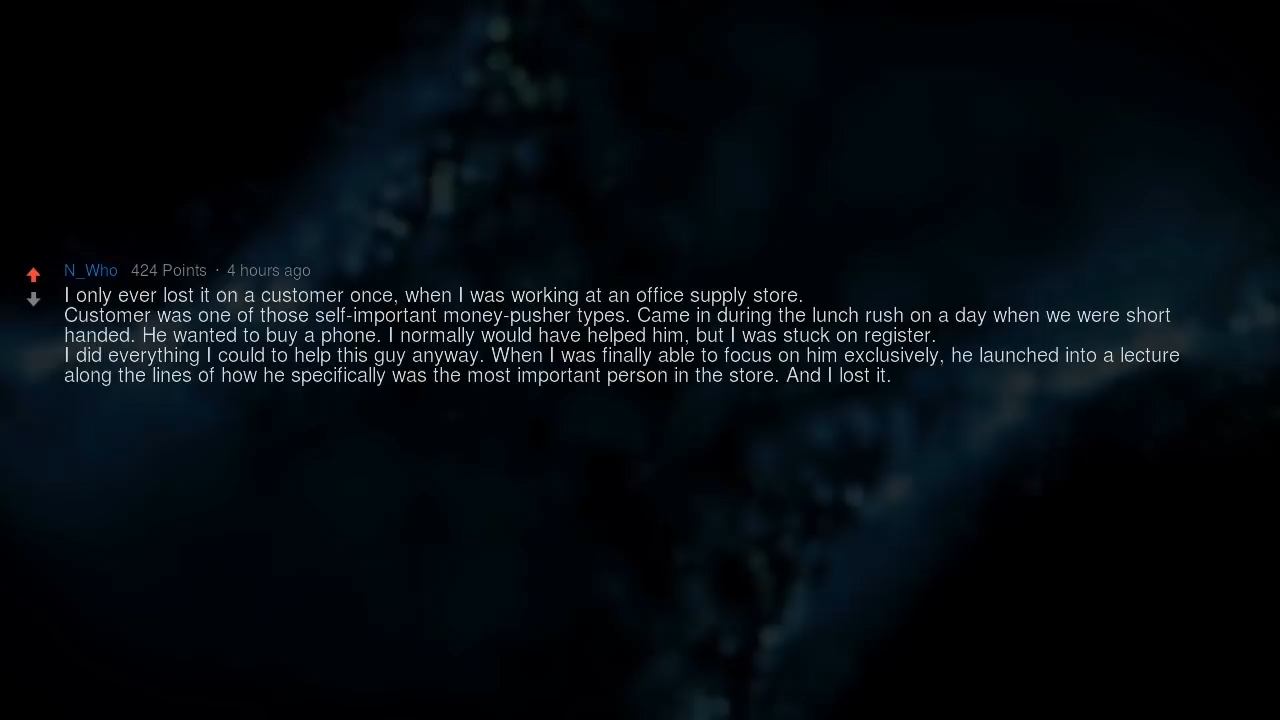 N_Who 424 Points · 4 hours ago
I only ever lost it on a customer once, when I was working at an office supply store.
Customer was one of those self-important money-pusher types. Came in during the lunch rush on a day when we were short
handed. He wanted to buy a phone. I normally would have helped him, but I was stuck on register.
I did everything I could to help this guy anyway. When I was finally able to focus on him exclusively, he launched into a lecture
along the lines of how he specifically was the most important person in the store. And I lost it.